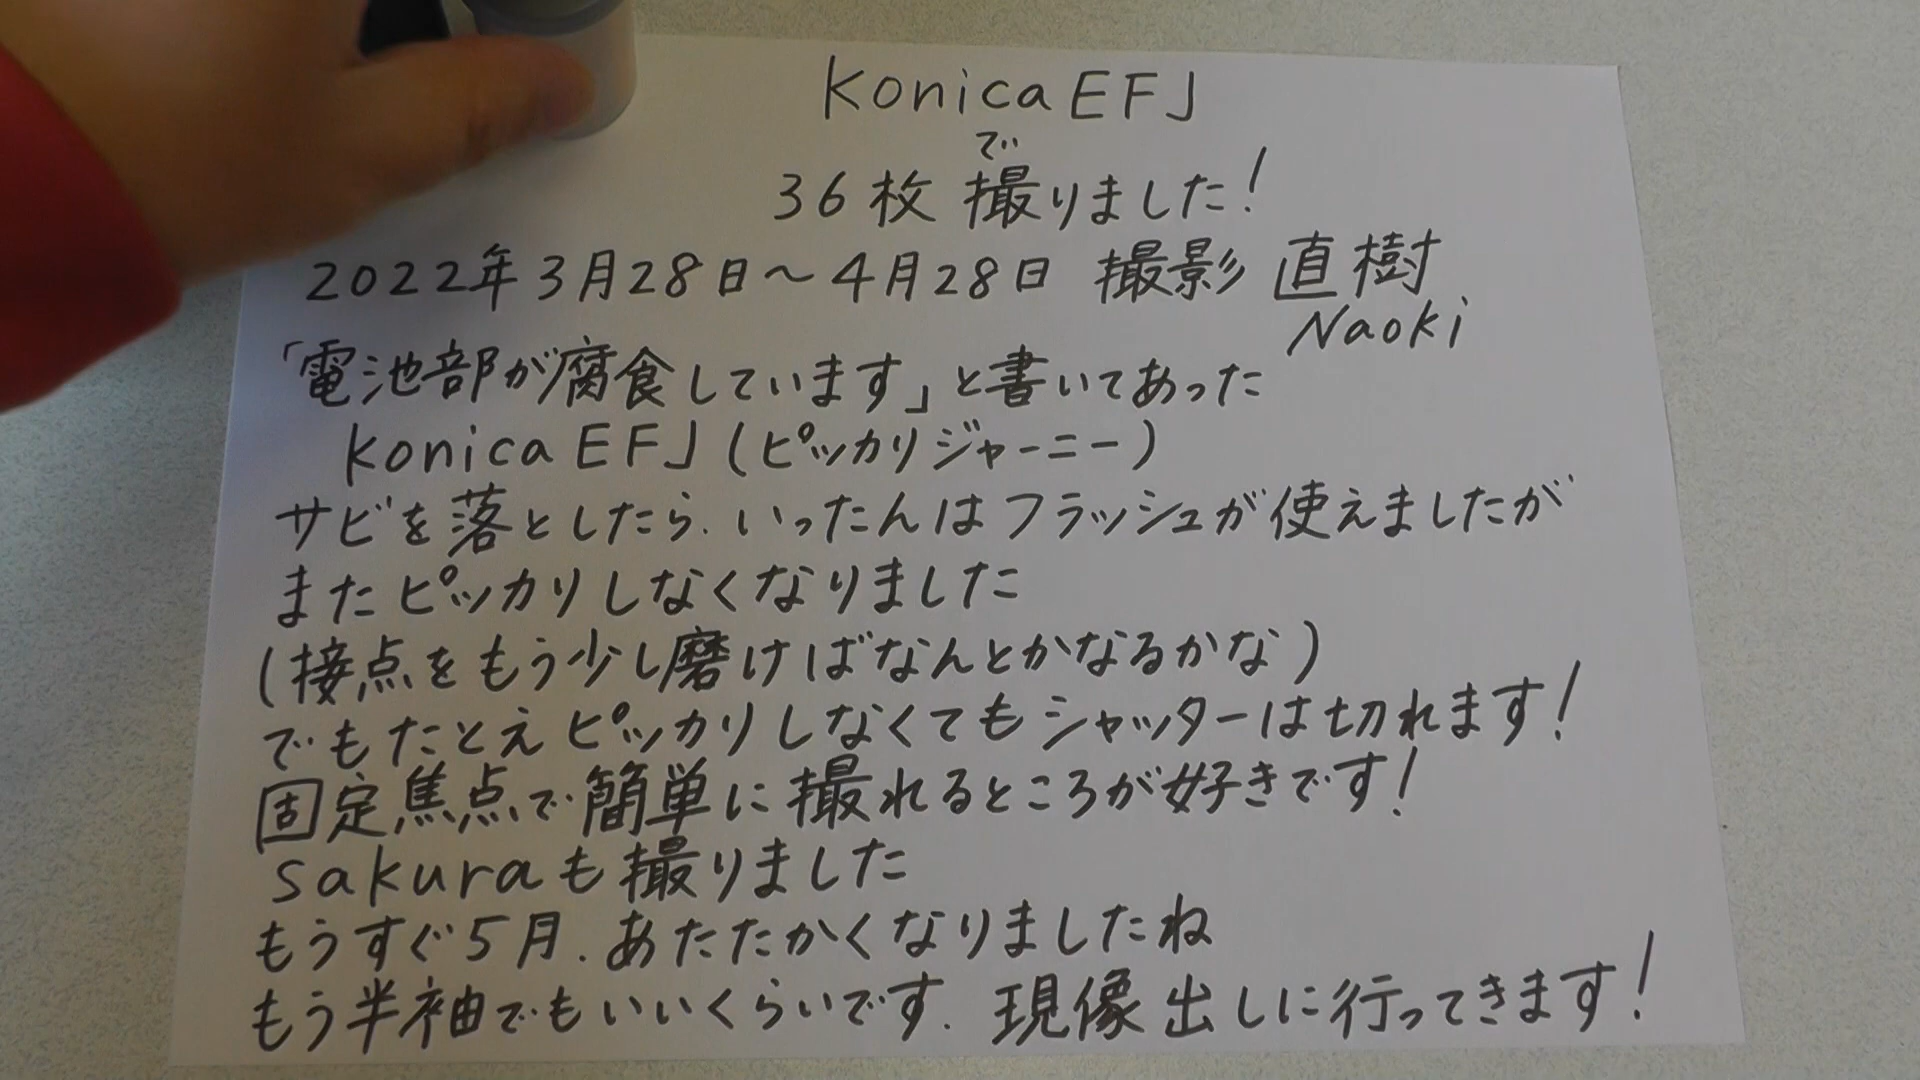 Konica EFJ
で
36枚 撮りました!
2022年3月28日〜4月28日 撮影 直樹
Naoki
「電池部が腐食しています」と書いてあった
Konica EFJ (ピッカリジャーニー)
サビを落としたら.いったんはフラッシュが使えましたが
またピッカリしなくなりました
(接点をもう少し磨けばなんとかなるかな)
でもたとえピッカリしなくてもシャッターは切れます!
固定焦点で簡単に撮れるところが好きです!
sakuraも撮りました
もうすぐ5月.あたたかくなりましたね
もう半袖でもいいくらいです.現像出しに行ってきます!